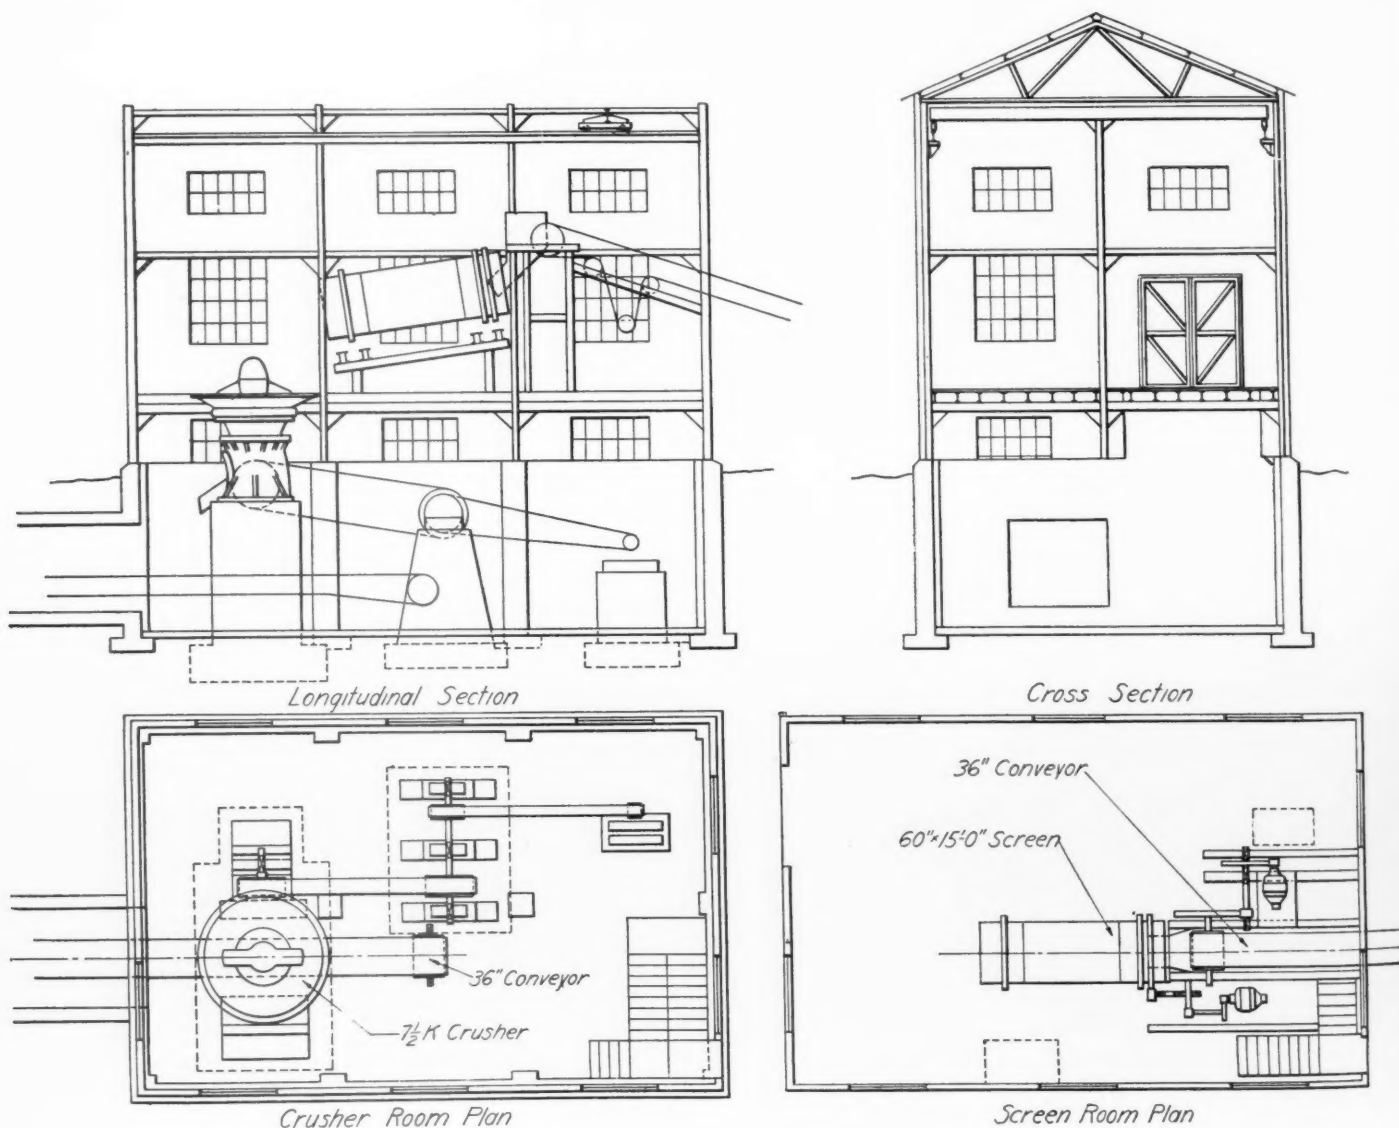 Longitudinal Section
Cross Section
36" Conveyor
60"x15'-0" Screen
36" Conveyor
7½ K Crusher
Crusher Room Plan
Screen Room Plan